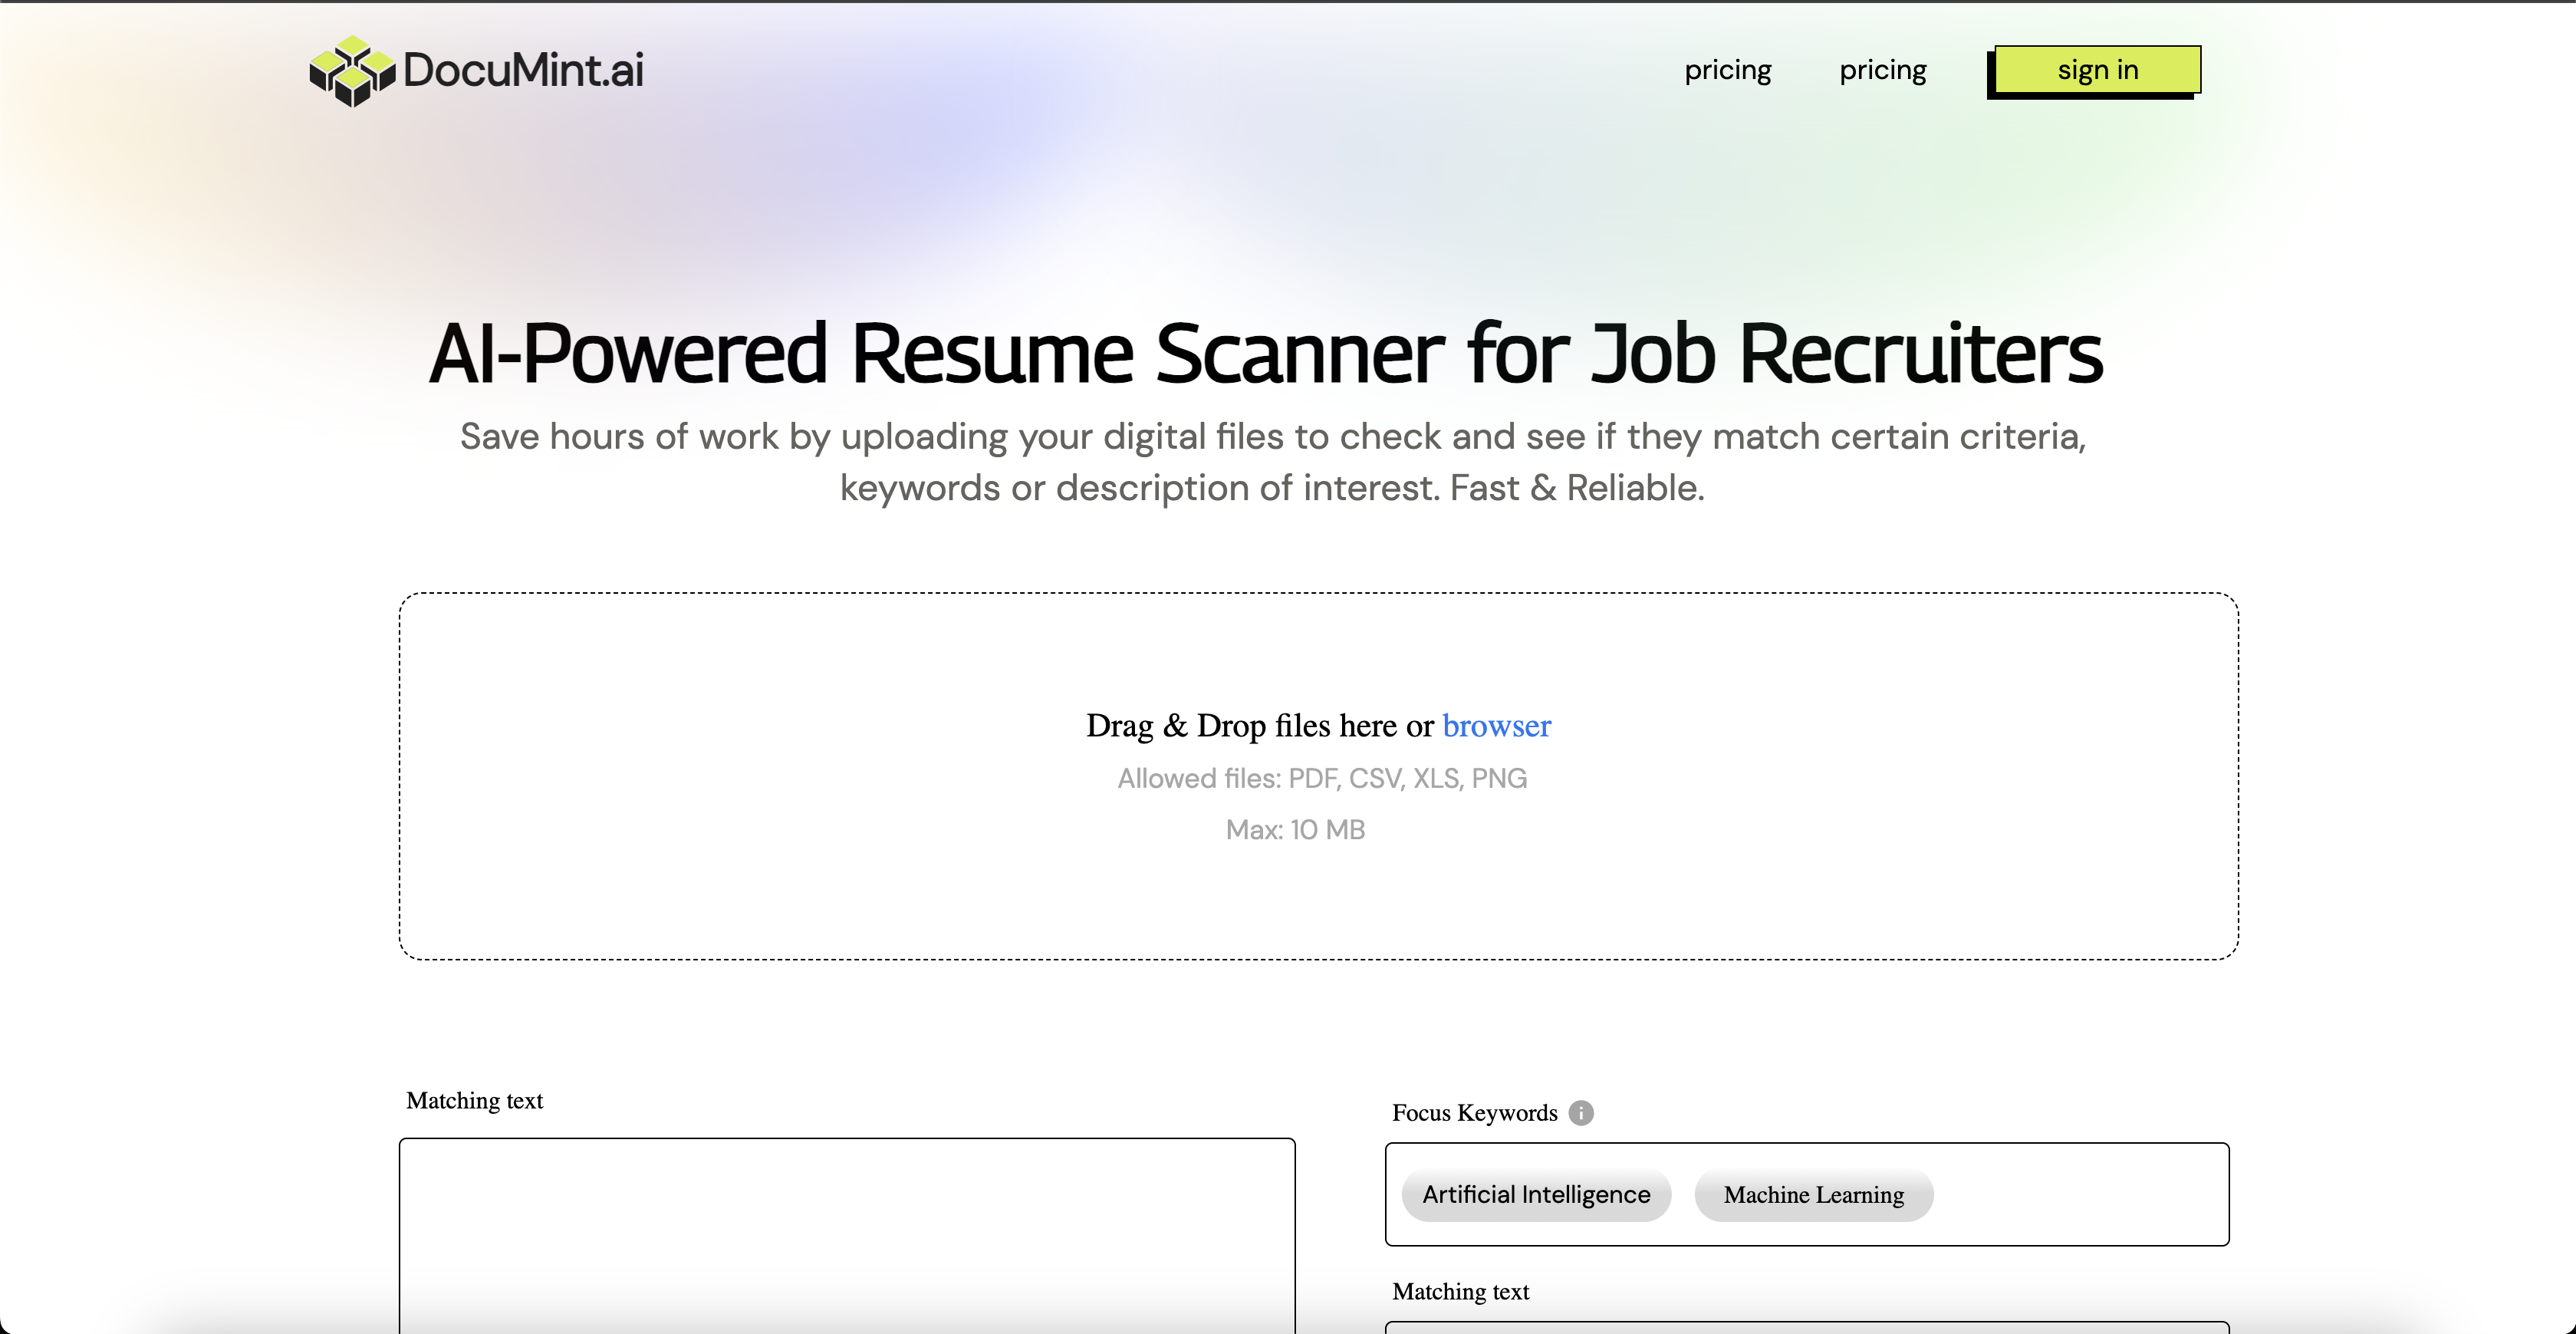 DocuMint.ai
pricing
pricing
sign in
AI-Powered Resume Scanner for Job Recruiters
Save hours of work by uploading your digital files to check and see if they match certain criteria,
keywords or description of interest. Fast & Reliable.
Drag & Drop files here or browser
Allowed files: PDF, CSV, XLS, PNG
Max: 10 MB
Matching text
Focus Keywords
Artificial Intelligence
Machine Learning
Matching text